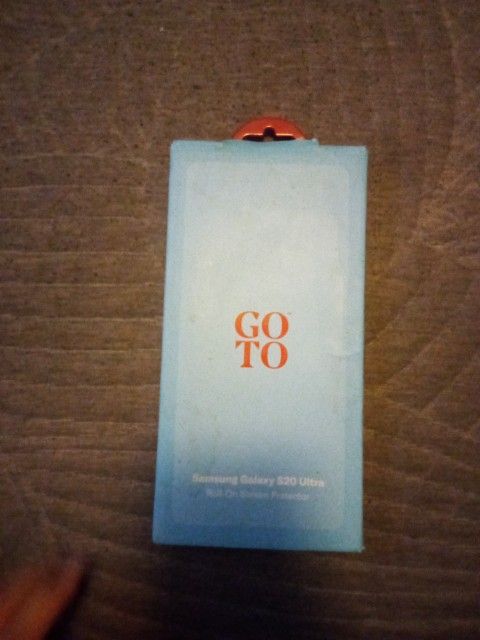 GO
TO
Samsung Galaxy S20 Ultra
Roll On Screen Protector